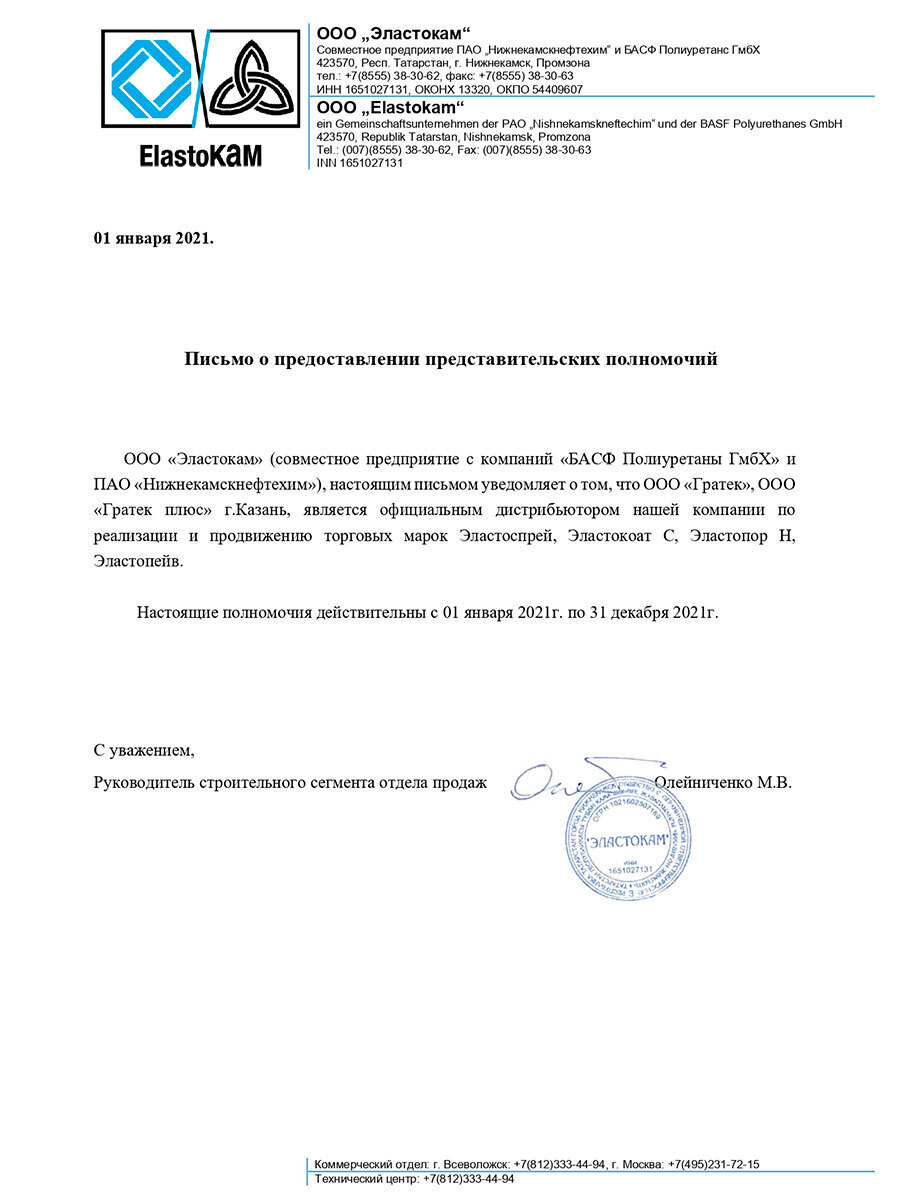 ElastoKAM
ООО „Эластокам“
Совместное предприятие ПАО „Нижнекамскнефтехим“ и БАСФ Полиуретанс ГмбХ
423570, Респ. Татарстан, г. Нижнекамск, Промзона
тел.: +7(8555) 38-30-62, факс: +7(8555) 38-30-63
ИНН 1651027131, ОКОНХ 13320, ОКПО 54409607
ООО „Elastokam“
ein Gemeinschaftsunternehmen der PAO „Nishnekamskneftechim“ und der BASF Polyurethanes GmbH
423570, Republik Tatarstan, Nishnekamsk, Promzona
Tel.: (007)(8555) 38-30-62, Fax: (007)(8555) 38-30-63
INN 1651027131
01 января 2021.
Письмо о предоставлении представительских полномочий
ООО «Эластокам» (совместное предприятие с компаний «БАСФ Полиуретаны ГмбХ» и
ПАО «Нижнекамскнефтехим»), настоящим письмом уведомляет о том, что ООО «Гратек», ООО
«Гратек плюс» г.Казань, является официальным дистрибьютором нашей компании по
реализации и продвижению торговых марок Эластоспрей, Эластокоат С, Эластопор Н,
Эластопейв.
Настоящие полномочия действительны с 01 января 2021г. по 31 декабря 2021г.
С уважением,
Руководитель строительного сегмента отдела продаж Олейниченко М.В.
ОГРН 1021602507189
"ЭЛАСТОКАМ"
ИНН
1651027131
Коммерческий отдел: г. Всеволожск: +7(812)333-44-94, г. Москва: +7(495)231-72-15
Технический центр: +7(812)333-44-94